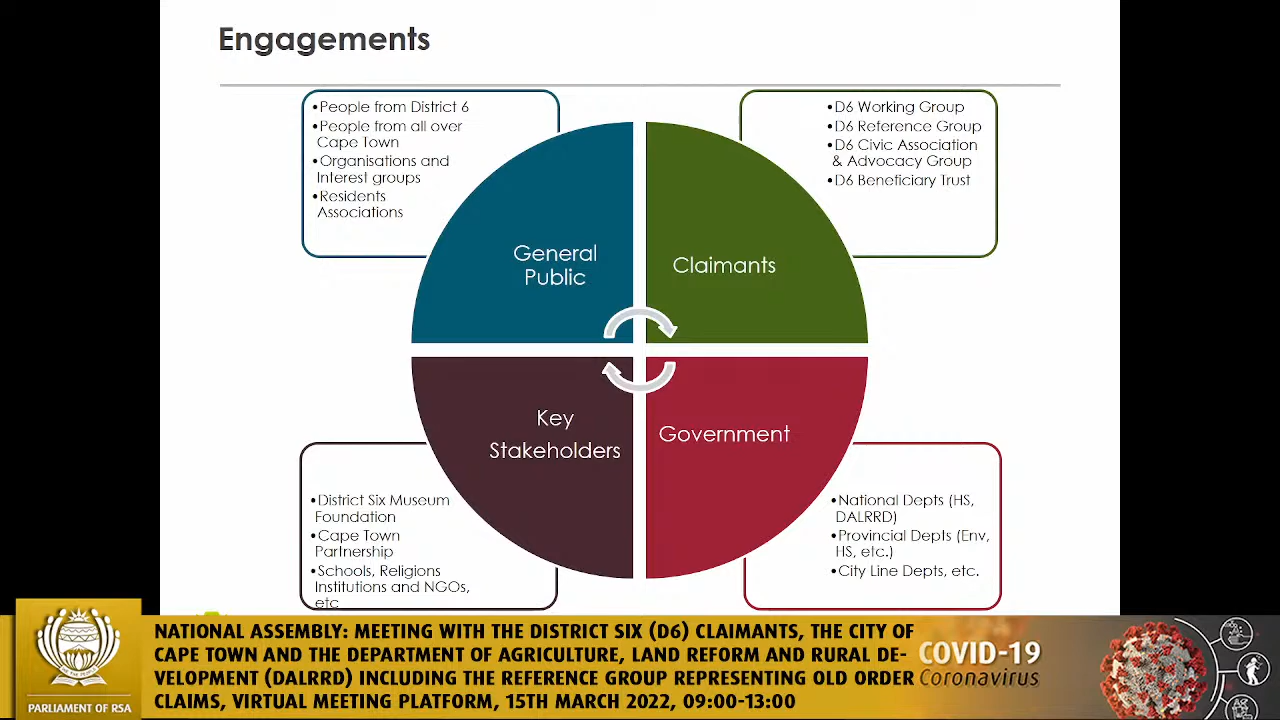 Engagements
•People from District 6
•People from all over
Cape Town
•Organisations and
Interest groups
•Residents
Associations
•D6 Working Group
•D6 Reference Group
•D6 Civic Association
& Advocacy Group
•D6 Beneficiary Trust
General
Public
Claimants
Key
Stakeholders
Government
•District Six Museum
Foundation
•Cape Town
Partnership
•Schools, Religions
Institutions and NGOs,
etc
•National Depts (HS,
DALRRD)
•Provincial Depts (Env,
HS, etc.)
•City Line Depts, etc.
PARLIAMENT OF RSA
NATIONAL ASSEMBLY: MEETING WITH THE DISTRICT SIX (D6) CLAIMANTS, THE CITY OF
CAPE TOWN AND THE DEPARTMENT OF AGRICULTURE, LAND REFORM AND RURAL DE-
VELOPMENT (DALRRD) INCLUDING THE REFERENCE GROUP REPRESENTING OLD ORDER
CLAIMS, VIRTUAL MEETING PLATFORM, 15TH MARCH 2022, 09:00-13:00
COVID-19
Coronavirus